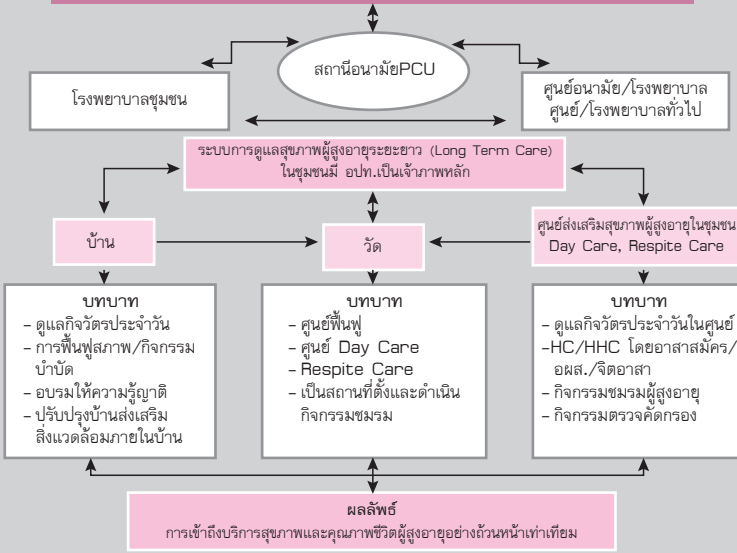 สถานีอนามัยPCU
โรงพยาบาลชุมชน
ศูนย์อนามัย/โรงพยาบาล
ศูนย์/โรงพยาบาลทั่วไป
ระบบการดูแลสุขภาพผู้สูงอายุระยะยาว (Long Term Care)
ในชุมชนมี อปท.เป็นเจ้าภาพหลัก
บ้าน
วัด
ศูนย์ส่งเสริมสุขภาพผู้สูงอายุในชุมชน
Day Care, Respite Care
บทบาท
- ดูแลกิจวัตรประจำวัน
- การฟื้นฟูสภาพ/กิจกรรม
บำบัด
- อบรมให้ความรู้ญาติ
- ปรับปรุงบ้านส่งเสริม
สิ่งแวดล้อมภายในบ้าน
บทบาท
- ศูนย์ฟื้นฟู
- ศูนย์ Day Care
- Respite Care
- เป็นสถานที่ตั้งและดำเนิน
กิจกรรมชมรม
บทบาท
- ดูแลกิจวัตรประจำวันในศูนย์
-HC/HHC โดยอาสาสมัคร/
อผส./จิตอาสา
- กิจกรรมชมรมผู้สูงอายุ
- กิจกรรมตรวจคัดกรอง
ผลลัพธ์
การเข้าถึงบริการสุขภาพและคุณภาพชีวิตผู้สูงอายุอย่างถ้วนหน้าเท่าเทียม